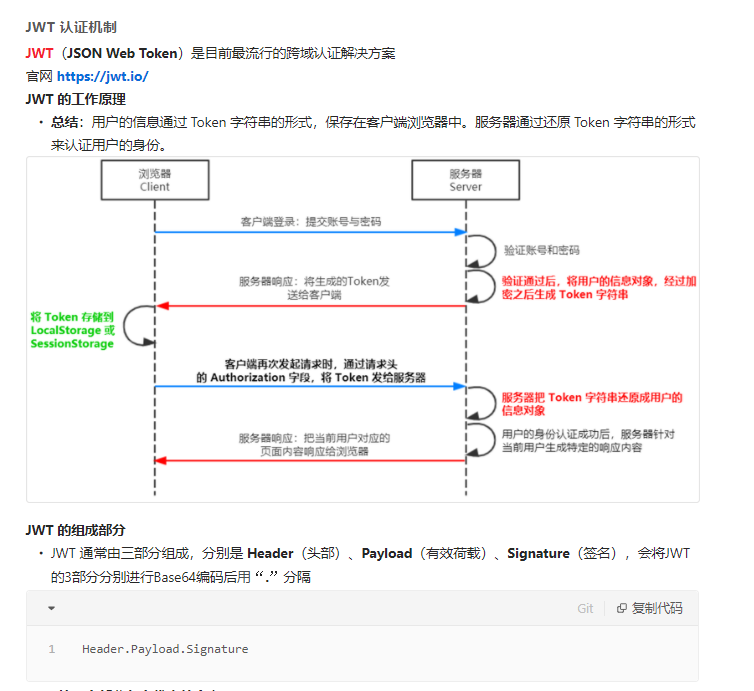 JWT 认证机制
JWT（JSON Web Token）是目前最流行的跨域认证解决方案
官网 https://jwt.io/
JWT 的工作原理
• 总结：用户的信息通过 Token 字符串的形式，保存在客户端浏览器中。服务器通过还原 Token 字符串的形式
来认证用户的身份。
浏览器
Client
服务器
Server
客户端登录：提交账号与密码
验证账号和密码
服务器响应：将生成的Token发
送给客户端
验证通过后，将用户的信息对象，经过加
密之后生成 Token 字符串
将 Token 存储到
LocalStorage 或
SessionStorage
客户端再次发起请求时，通过请求头
的 Authorization 字段，将 Token 发给服务器
服务器把 Token 字符串还原成用户的
信息对象
服务器响应：把当前用户对应的
页面内容响应给浏览器
用户的身份认证成功后，服务器针对
当前用户生成特定的响应内容
JWT 的组成部分
• JWT 通常由三部分组成，分别是 Header（头部）、Payload（有效荷载）、Signature（签名），会将JWT
的3部分分别进行Base64编码后用“.”分隔
Git 复制代码
1 Header.Payload.Signature